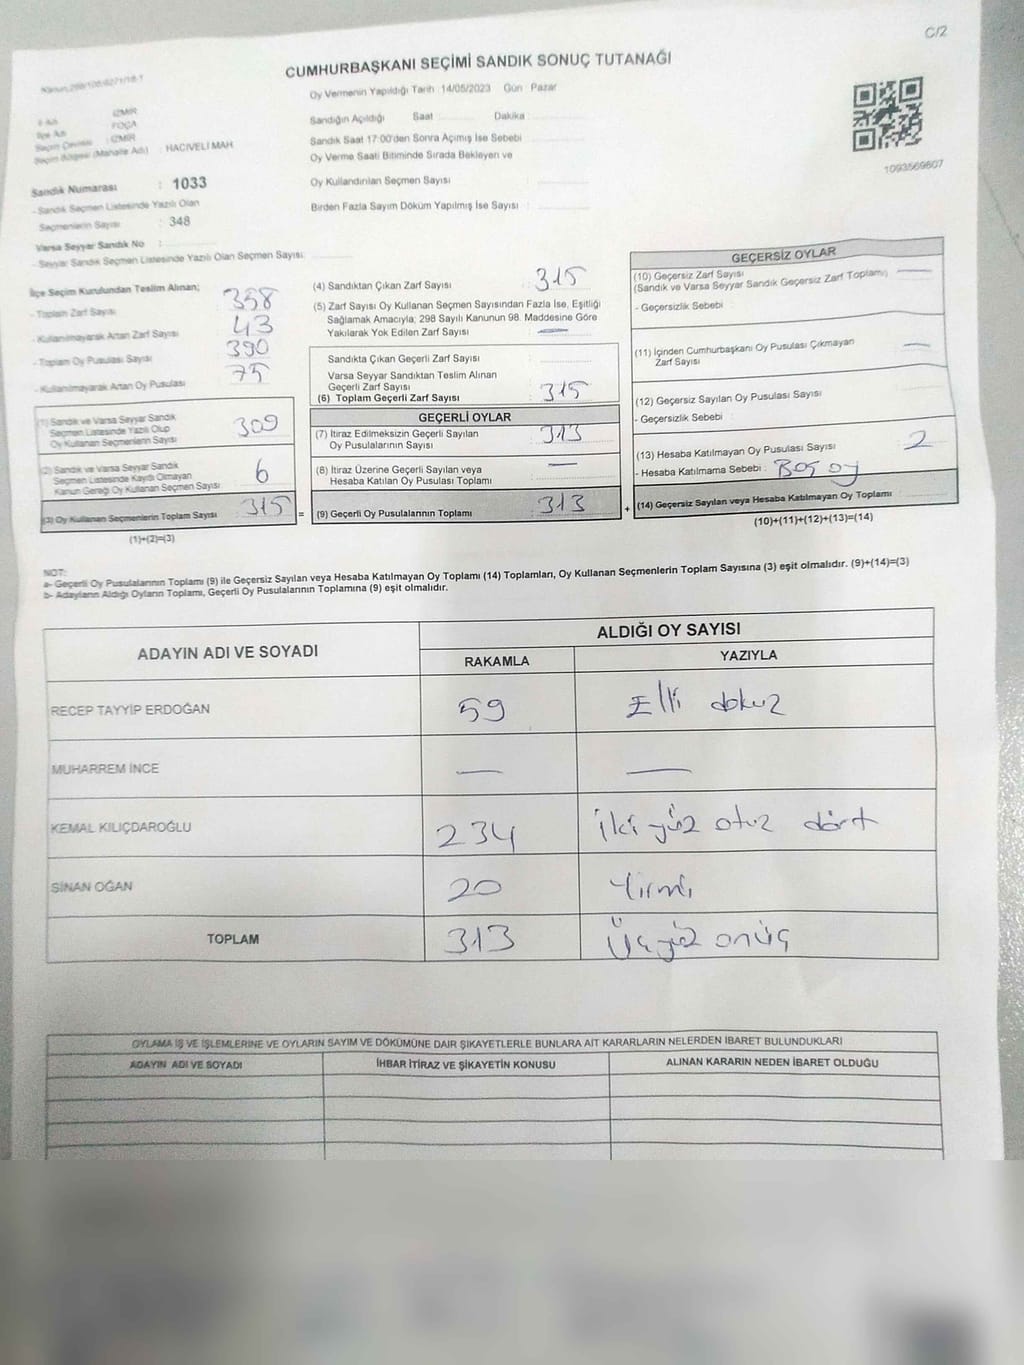 C/2
CUMHURBAŞKANI SEÇİMİ SANDIK SONUÇ TUTANAĞI
Oy Vermenin Yapıldığı Tarih 14/05/2023 Gün Pazar
İl Adı İZMİR
İlçe Adı FOÇA
Seçim Çevresi : İZMİR
Seçim Bölgesi (Mahalle Adı) : HACIVELİ MAH
Sandık Numarası : 1033
- Sandık Seçmen Listesinde Yazılı Olan
Seçmenlerin Sayısı : 348
Varsa Seyyar Sandık No :
- Seyyar Sandık Seçmen Listesinde Yazılı Olan Seçmen Sayısı:
Sandığın Açıldığı Saat Dakika
Sandık Saat 17:00'den Sonra Açımış İse Sebebi
Oy Verme Saati Bitiminde Sırada Bekleyen ve
Oy Kullandırılan Seçmen Sayısı
Birden Fazla Sayım Döküm Yapılmış İse Sayısı :
1093569807
İlçe Seçim Kurulundan Teslim Alınan;
- Toplam Zarf Sayısı 358
- Kullanılmayarak Artan Zarf Sayısı 43
- Toplam Oy Pusulası Sayısı 390
- Kullanılmayarak Artan Oy Pusulası 75
(1) Sandık ve Varsa Seyyar Sandık
Seçmen Listesinde Yazılı Olup
Oy Kullanan Seçmenlerin Sayısı 309
(2) Sandık ve Varsa Seyyar Sandık
Seçmen Listesinde Kaydı Olmayan
Kanun Gereği Oy Kullanan Seçmen Sayısı 6
(3) Oy Kullanan Seçmenlerin Toplam Sayısı 315 =
(1)+(2)=(3)
(4) Sandıktan Çıkan Zarf Sayısı : 315
(5) Zarf Sayısı Oy Kullanan Seçmen Sayısından Fazla İse, Eşitliği
Sağlamak Amacıyla; 298 Sayılı Kanunun 98. Maddesine Göre
Yakılarak Yok Edilen Zarf Sayısı : —
Sandıkta Çıkan Geçerli Zarf Sayısı
Varsa Seyyar Sandıktan Teslim Alınan
Geçerli Zarf Sayısı
(6) Toplam Geçerli Zarf Sayısı : 315
GEÇERLİ OYLAR
(7) İtiraz Edilmeksizin Geçerli Sayılan
Oy Pusulalarının Sayısı : 313
(8) İtiraz Üzerine Geçerli Sayılan veya
Hesaba Katılan Oy Pusulası Toplamı —
(9) Geçerli Oy Pusulalarının Toplamı : 313 +
GEÇERSİZ OYLAR
(10) Geçersiz Zarf Sayısı —
(Sandık ve Varsa Seyyar Sandık Geçersiz Zarf Toplamı)
- Geçersizlik Sebebi :
(11) İçinden Cumhurbaşkanı Oy Pusulası Çıkmayan —
Zarf Sayısı
(12) Geçersiz Sayılan Oy Pusulası Sayısı
- Geçersizlik Sebebi :
(13) Hesaba Katılmayan Oy Pusulası Sayısı 2
- Hesaba Katılmama Sebebi : Boş oy
(14) Geçersiz Sayılan veya Hesaba Katılmayan Oy Toplamı
(10)+(11)+(12)+(13)=(14)
NOT:
a- Geçerli Oy Pusulalarının Toplamı (9) ile Geçersiz Sayılan veya Hesaba Katılmayan Oy Toplamı (14) Toplamları, Oy Kullanan Seçmenlerin Toplam Sayısına (3) eşit olmalıdır. (9)+(14)=(3)
b- Adayların Aldığı Oyların Toplamı, Geçerli Oy Pusulalarının Toplamına (9) eşit olmalıdır.
ADAYIN ADI VE SOYADI ALDIĞI OY SAYISI
RAKAMLA YAZIYLA
RECEP TAYYİP ERDOĞAN 59 Elli dokuz
MUHARREM İNCE — —
KEMAL KILIÇDAROĞLU 234 iki yüz otuz dört
SİNAN OĞAN 20 Yirmi
TOPLAM 313 Üçyüz onüç
OYLAMA İŞ VE İŞLEMLERİNE VE OYLARIN SAYIM VE DÖKÜMÜNE DAİR ŞİKAYETLERLE BUNLARA AİT KARARLARIN NELERDEN İBARET BULUNDUKLARI
ADAYIN ADI VE SOYADI İHBAR İTİRAZ VE ŞİKAYETİN KONUSU ALINAN KARARIN NEDEN İBARET OLDUĞU